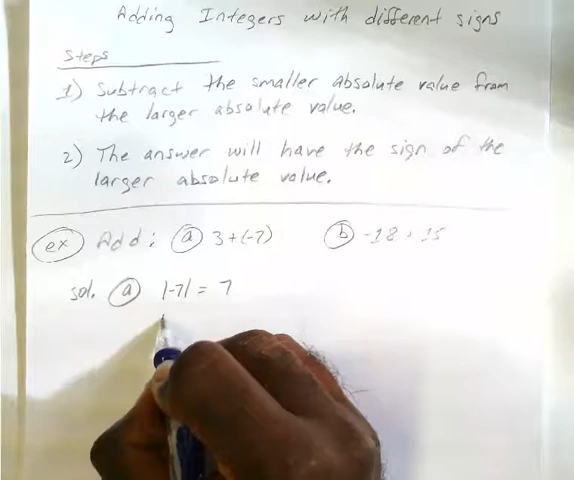 Adding Integers with different signs
Steps
1) Subtract the smaller absolute value from
the larger absolute value.
2) The answer will have the sign of the
larger absolute value.
ex Add: a 3+(-7) b -18 + 15
sol. a |-7| = 7